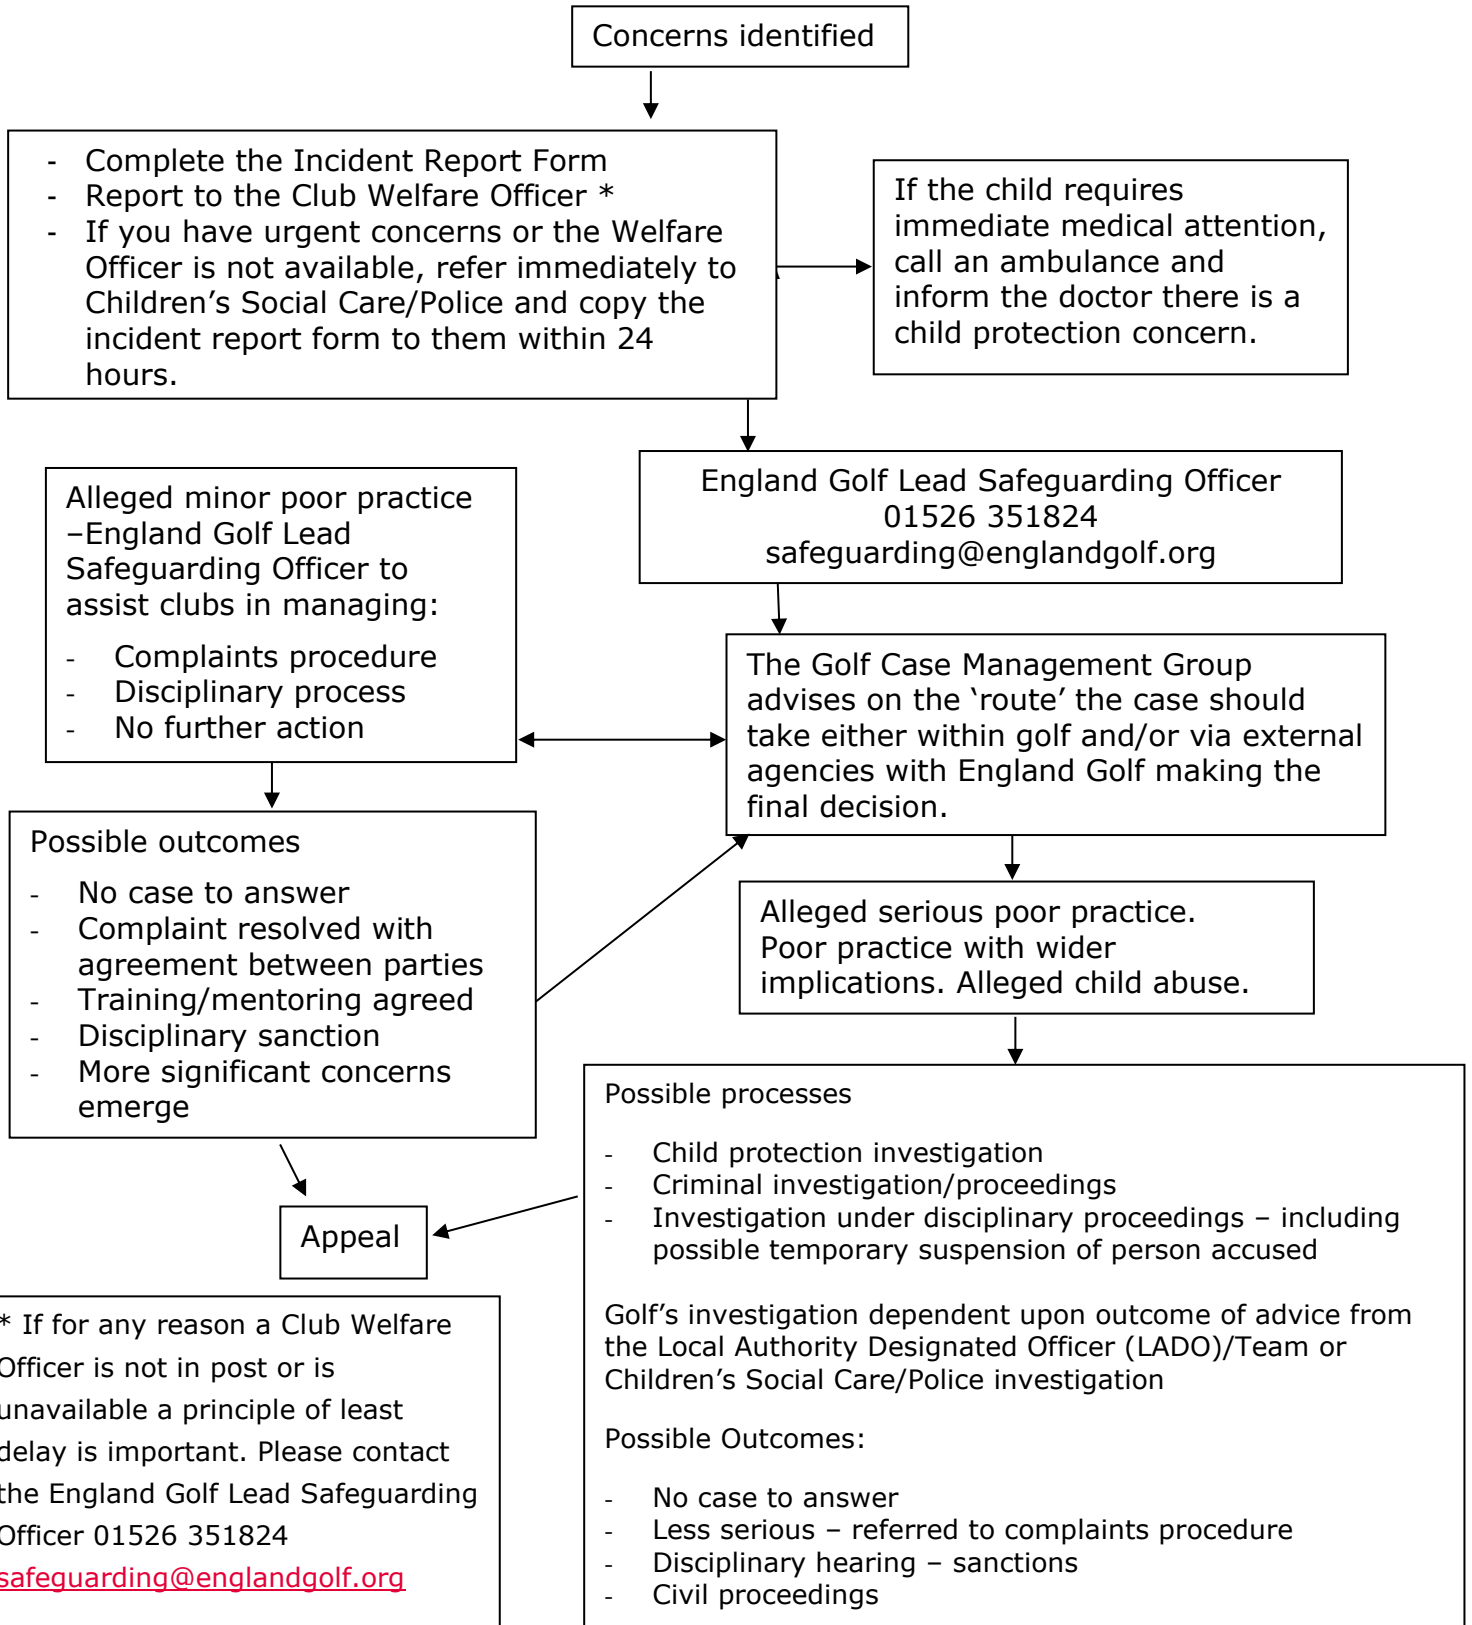 Concerns identified
- Complete the Incident Report Form
- Report to the Club Welfare Officer *
- If you have urgent concerns or the Welfare
Officer is not available, refer immediately to
Children’s Social Care/Police and copy the
incident report form to them within 24
hours.
If the child requires
immediate medical attention,
call an ambulance and
inform the doctor there is a
child protection concern.
England Golf Lead Safeguarding Officer
01526 351824
safeguarding@englandgolf.org
Alleged minor poor practice
–England Golf Lead
Safeguarding Officer to
assist clubs in managing:
- Complaints procedure
- Disciplinary process
- No further action
The Golf Case Management Group
advises on the ‘route’ the case should
take either within golf and/or via external
agencies with England Golf making the
final decision.
Possible outcomes
- No case to answer
- Complaint resolved with
agreement between parties
- Training/mentoring agreed
- Disciplinary sanction
- More significant concerns
emerge
Alleged serious poor practice.
Poor practice with wider
implications. Alleged child abuse.
Possible processes
- Child protection investigation
- Criminal investigation/proceedings
- Investigation under disciplinary proceedings – including
possible temporary suspension of person accused
Golf’s investigation dependent upon outcome of advice from
the Local Authority Designated Officer (LADO)/Team or
Children’s Social Care/Police investigation
Possible Outcomes:
- No case to answer
- Less serious – referred to complaints procedure
- Disciplinary hearing – sanctions
- Civil proceedings
Appeal
* If for any reason a Club Welfare
Officer is not in post or is
unavailable a principle of least
delay is important. Please contact
the England Golf Lead Safeguarding
Officer 01526 351824
safeguarding@englandgolf.org